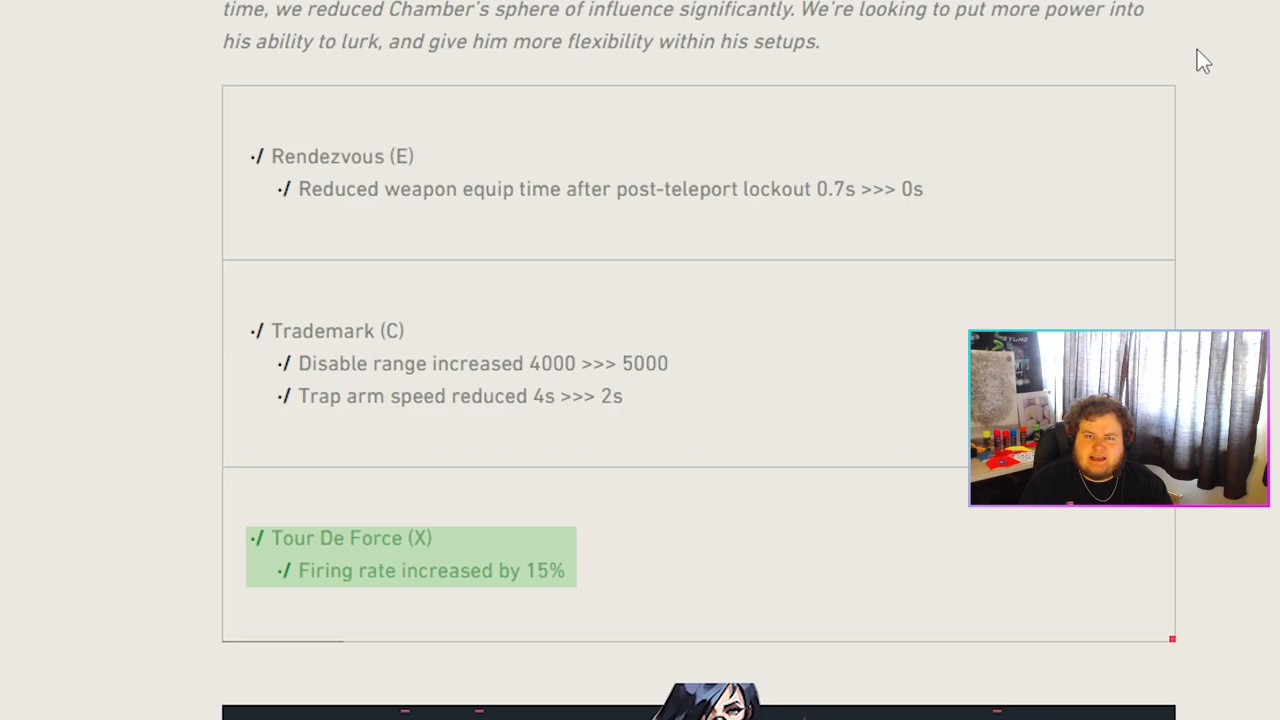 time, we reduced Chamber's sphere of influence significantly. We're looking to put more power into
his ability to lurk, and give him more flexibility within his setups.
·/ Rendezvous (E)
·/ Reduced weapon equip time after post-teleport lockout 0.7s >>> 0s
·/ Trademark (C)
·/ Disable range increased 4000 >>> 5000
·/ Trap arm speed reduced 4s >>> 2s
·/ Tour De Force (X)
·/ Firing rate increased by 15%